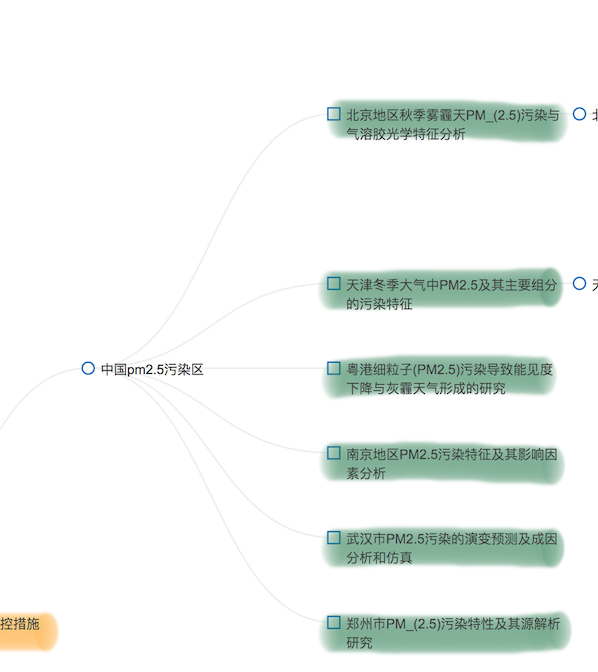 北京地区秋季雾霾天PM_(2.5)污染与
气溶胶光学特征分析
天津冬季大气中PM2.5及其主要组分
的污染特征
中国pm2.5污染区
粤港细粒子(PM2.5)污染导致能见度
下降与灰霾天气形成的研究
南京地区PM2.5污染特征及其影响因
素分析
武汉市PM2.5污染的演变预测及成因
分析和仿真
控措施
郑州市PM_(2.5)污染特性及其源解析
研究